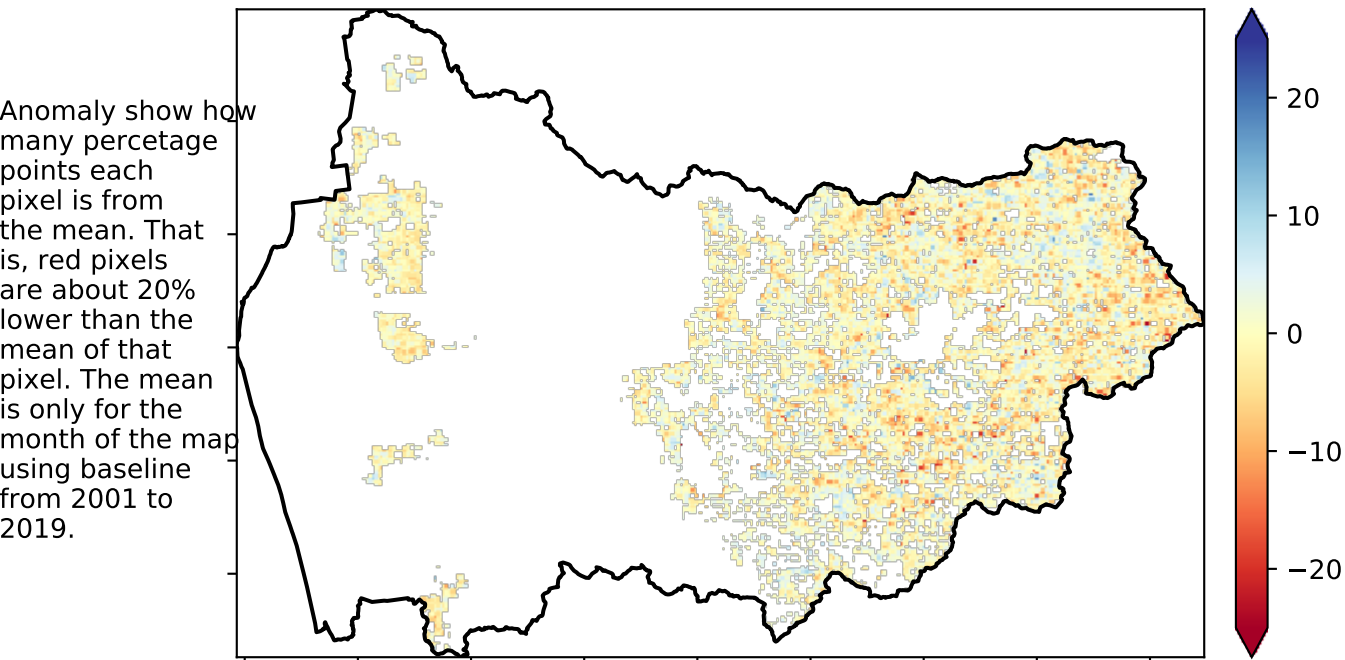 Anomaly show how
many percetage
points each
pixel is from
the mean. That
is, red pixels
are about 20%
lower than the
mean of that
pixel. The mean
is only for the
month of the map
using baseline
from 2001 to
2019.
20
10
0
−10
−20